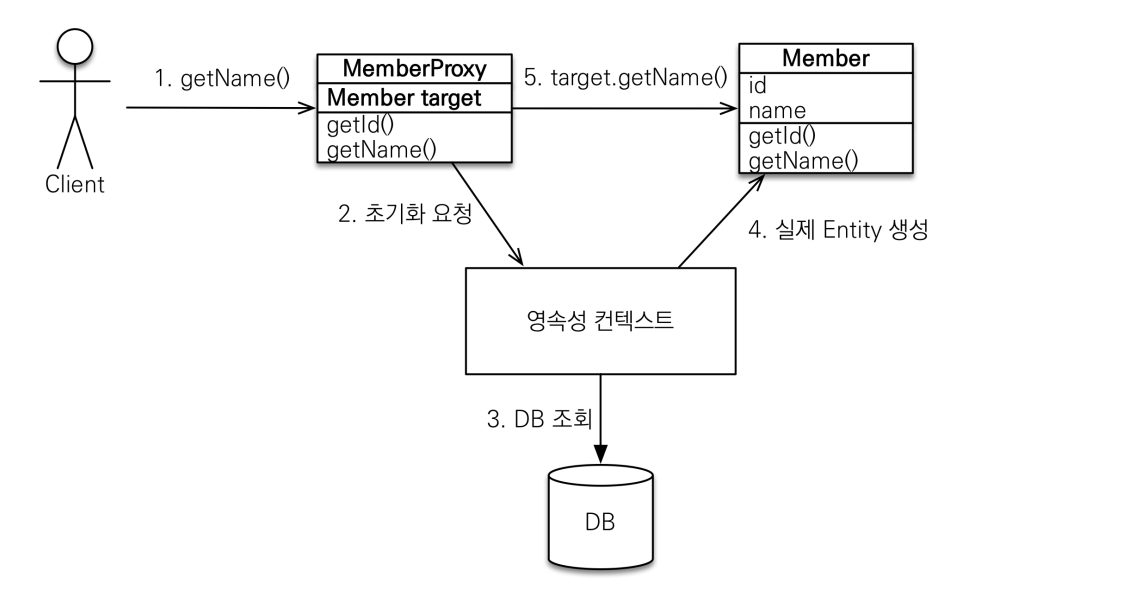 1. getName()
MemberProxy
Member target
getId()
getName()
5. target.getName()
Member
id
name
getId()
getName()
Client
2. 초기화 요청
4. 실제 Entity 생성
영속성 컨텍스트
3. DB 조회
DB